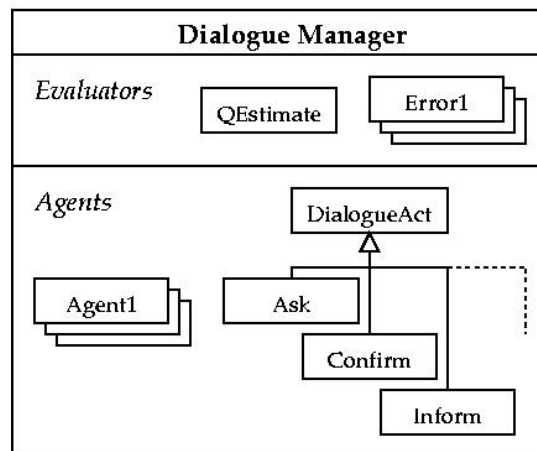 Dialogue Manager
Evaluators
QEstimate
Error1
Agents
DialogueAct
Agent1
Ask
Confirm
Inform